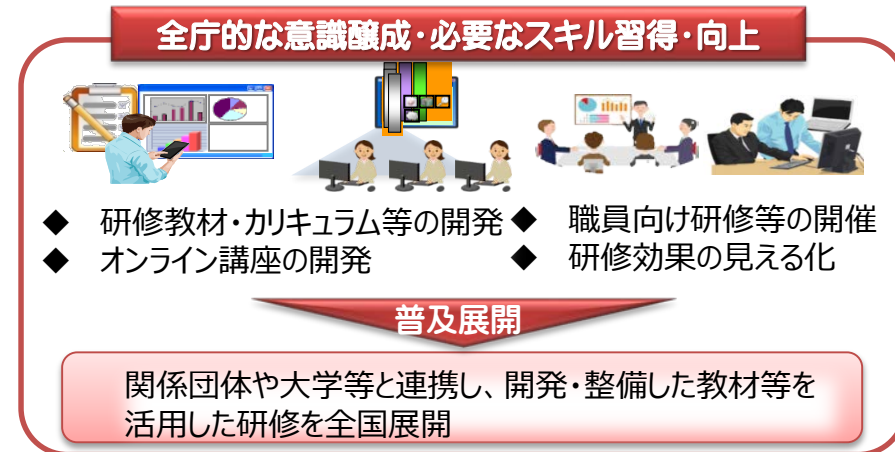 全庁的な意識醸成・必要なスキル習得・向上
◆ 研修教材・カリキュラム等の開発
◆ オンライン講座の開発
◆ 職員向け研修等の開催
◆ 研修効果の見える化
普及展開
関係団体や大学等と連携し、開発・整備した教材等を
活用した研修を全国展開